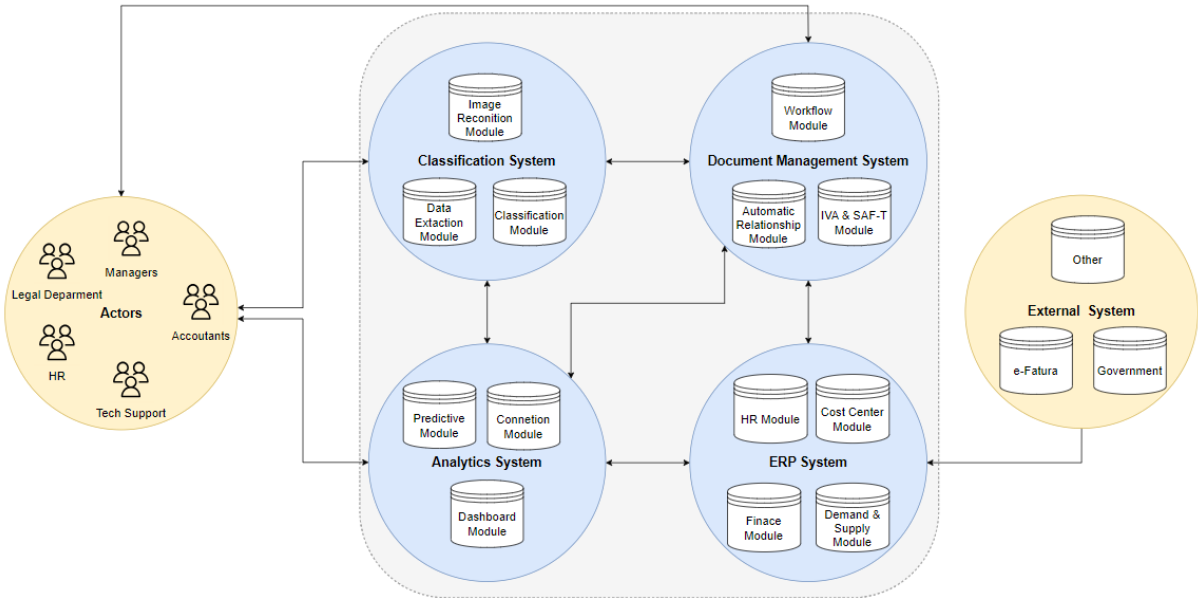 Image
Reconition
Module
Classification System
Data
Extaction
Module
Classification
Module
Workflow
Module
Document Management System
Automatic
Relationship
Module
IVA & SAF-T
Module
Managers
Legal Deparment
Actors
Accoutants
HR
Tech Support
Other
External System
e-Fatura
Government
Predictive
Module
Connetion
Module
Analytics System
Dashboard
Module
HR Module
Cost Center
Module
ERP System
Finace
Module
Demand &
Supply
Module